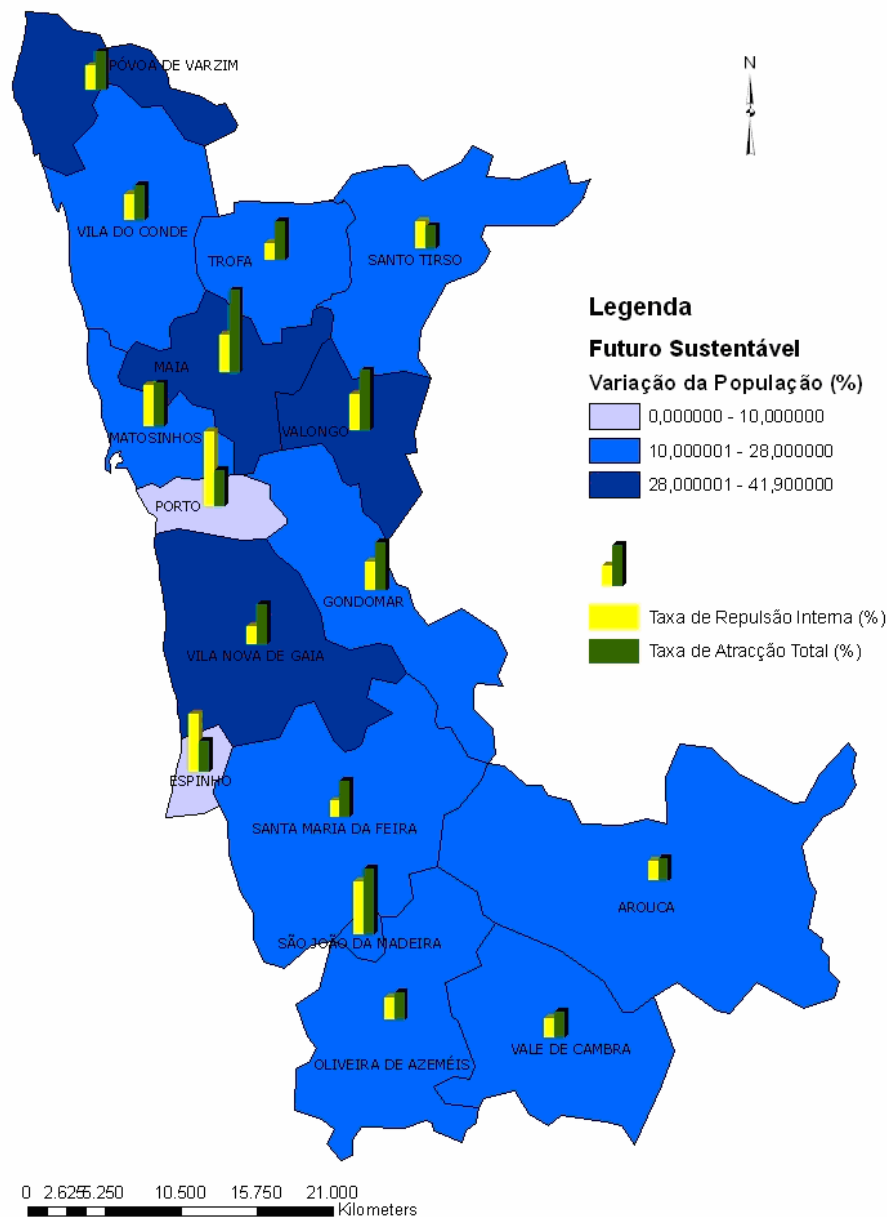 PÓVOA DE VARZIM
N
VILA DO CONDE
TROFA
SANTO TIRSO
MAIA
MATOSINHOS
VALONGO
PORTO
GONDOMAR
VILA NOVA DE GAIA
ESPINHO
SANTA MARIA DA FEIRA
AROUCA
SÃO JOÃO DA MADEIRA
OLIVEIRA DE AZEMÉIS
VALE DE CAMBRA
Legenda
Futuro Sustentável
Variação da População (%)
0,000000 - 10,000000
10,000001 - 28,000000
28,000001 - 41,900000
Taxa de Repulsão Interna (%)
Taxa de Atracção Total (%)
0 2.625 5.250 10.500 15.750 21.000
Kilometers